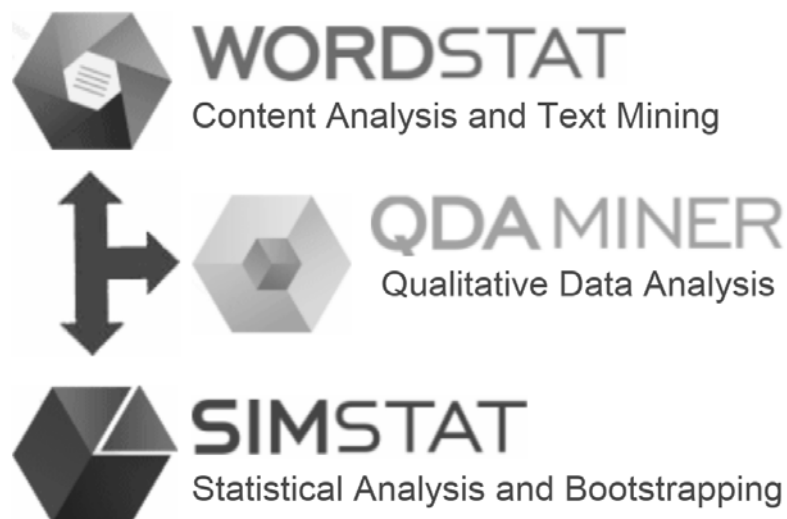 WORDSTAT
Content Analysis and Text Mining
QDA MINER
Qualitative Data Analysis
SIMSTAT
Statistical Analysis and Bootstrapping